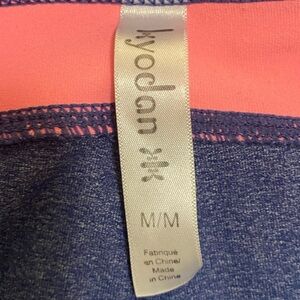 kyodan
M/M
Fabriqué
en Chine/
Made
in China